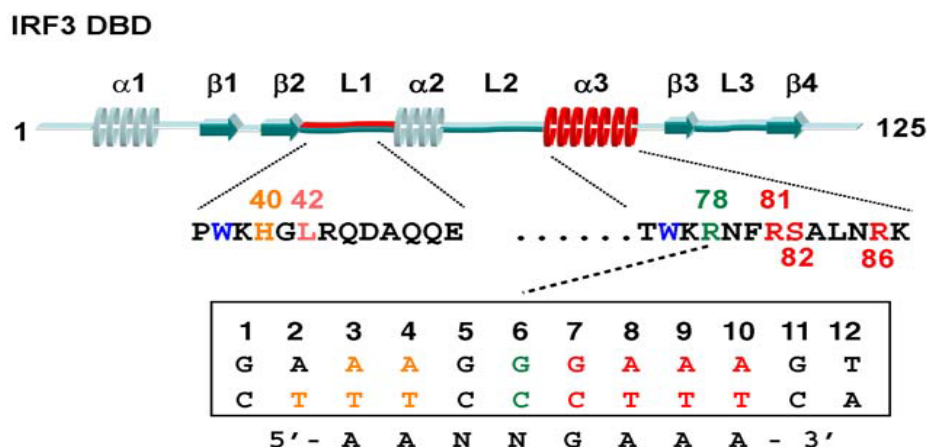 IRF3 DBD
α1 β1 β2 L1 α2 L2 α3 β3 L3 β4
1 125
40 42 78 81
PWKHGLRQDAQQE ......TWKRNFRSALNRK
82 86
1 2 3 4 5 6 7 8 9 10 11 12
G A A A G G G A A A G T
C T T T C C C T T T C A
5'- A A N N G A A A - 3'